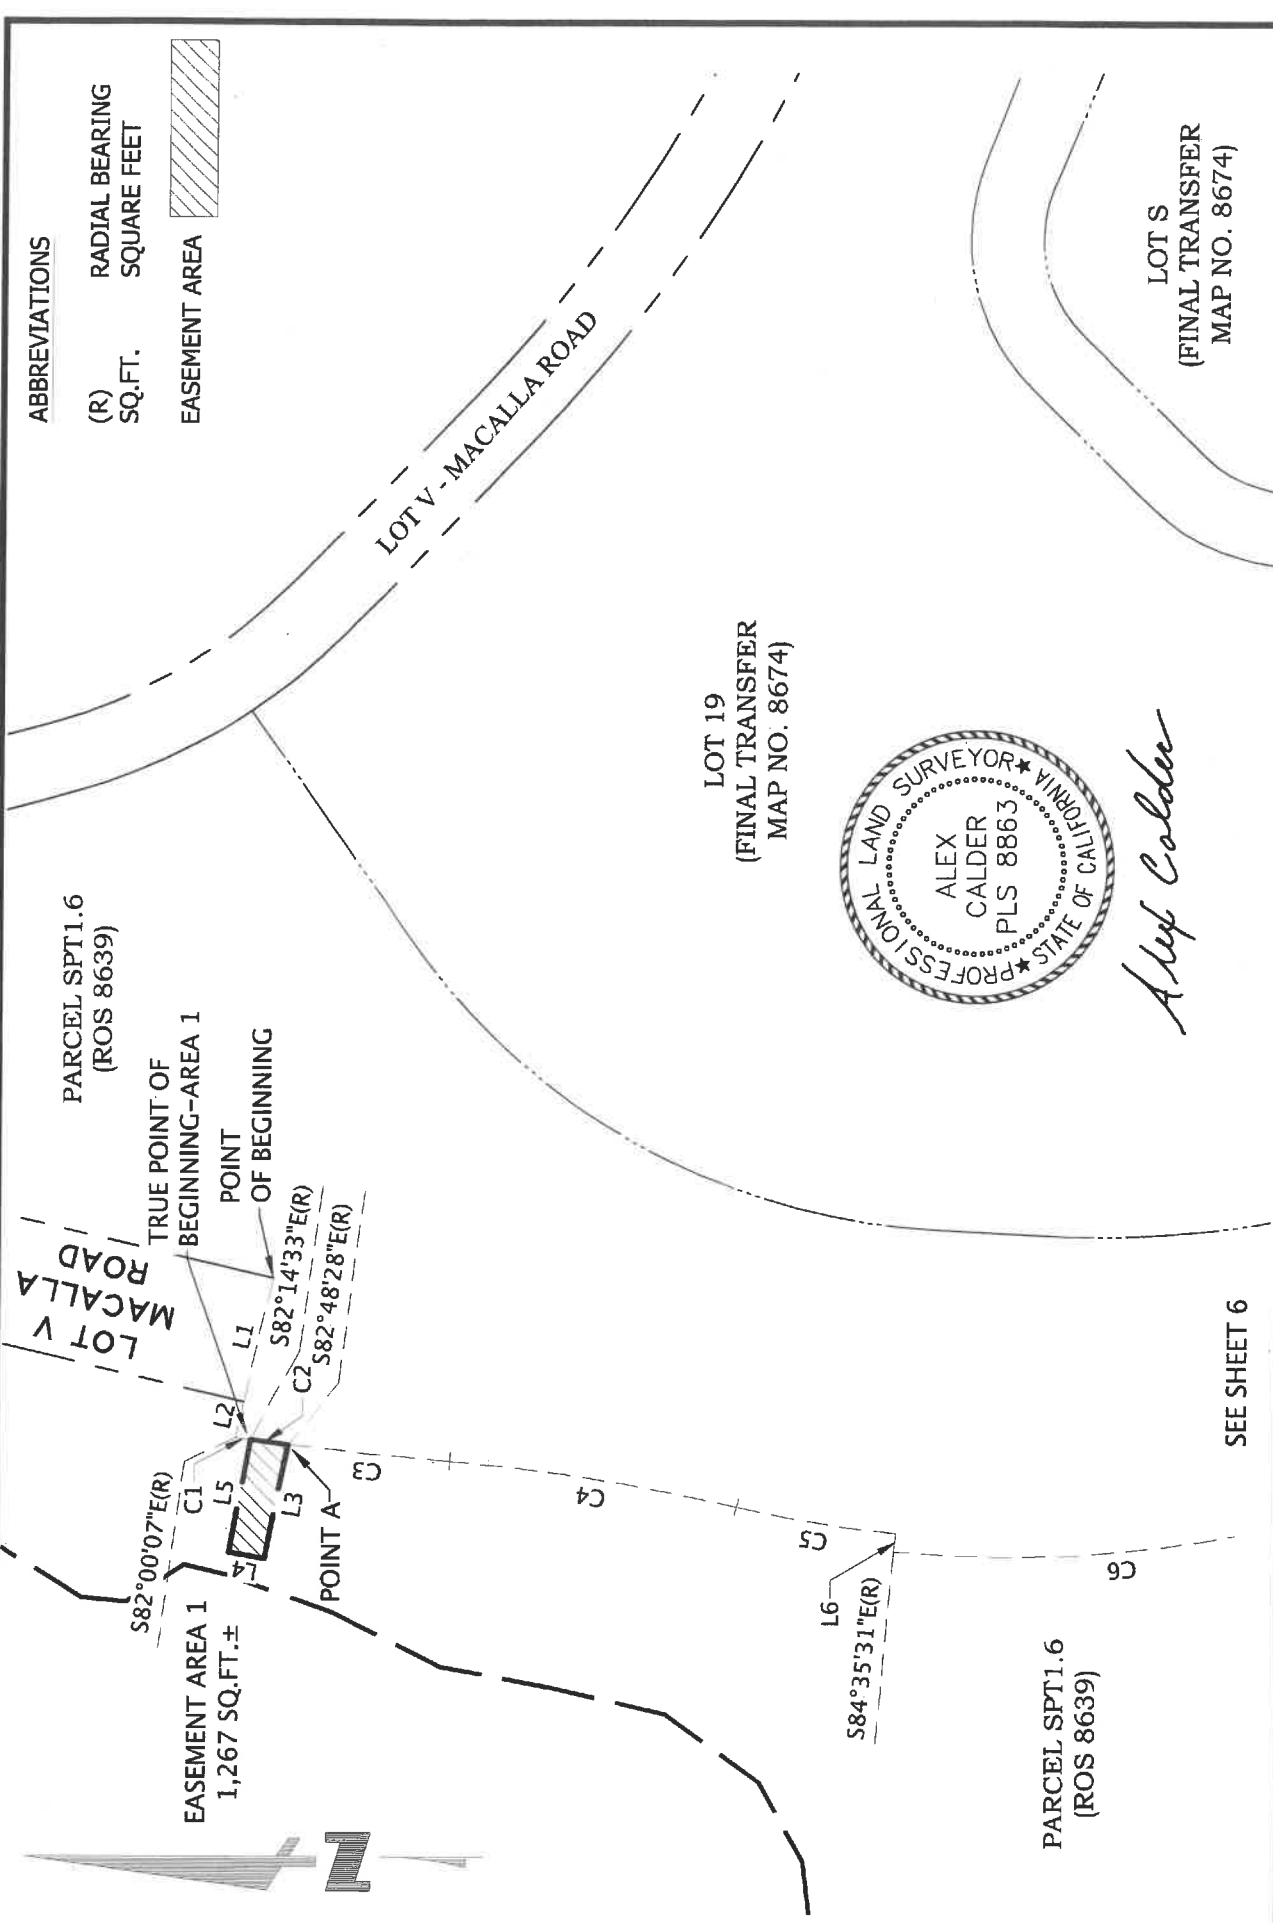 ABBREVIATIONS
(R) RADIAL BEARING
SQ.FT. SQUARE FEET
EASEMENT AREA
PARCEL SPT1.6
(ROS 8639)
LOT V
MACALLA
ROAD
TRUE POINT OF
BEGINNING-AREA 1
POINT
OF BEGINNING
LOT V - MACALLA ROAD
S82°00'07"E(R)
C1
L2
L1
S82°14'33"E(R)
C2
S82°48'28"E(R)
L5
L3
L4
POINT A
EASEMENT AREA 1
1,267 SQ.FT.±
N
C3
C4
C5
L6
S84°35'31"E(R)
C6
LOT 19
(FINAL TRANSFER
MAP NO. 8674)
LOT S
(FINAL TRANSFER
MAP NO. 8674)
PROFESSIONAL LAND SURVEYOR
ALEX
CALDER
PLS 8863
STATE OF CALIFORNIA
Alex Calder
PARCEL SPT1.6
(ROS 8639)
SEE SHEET 6